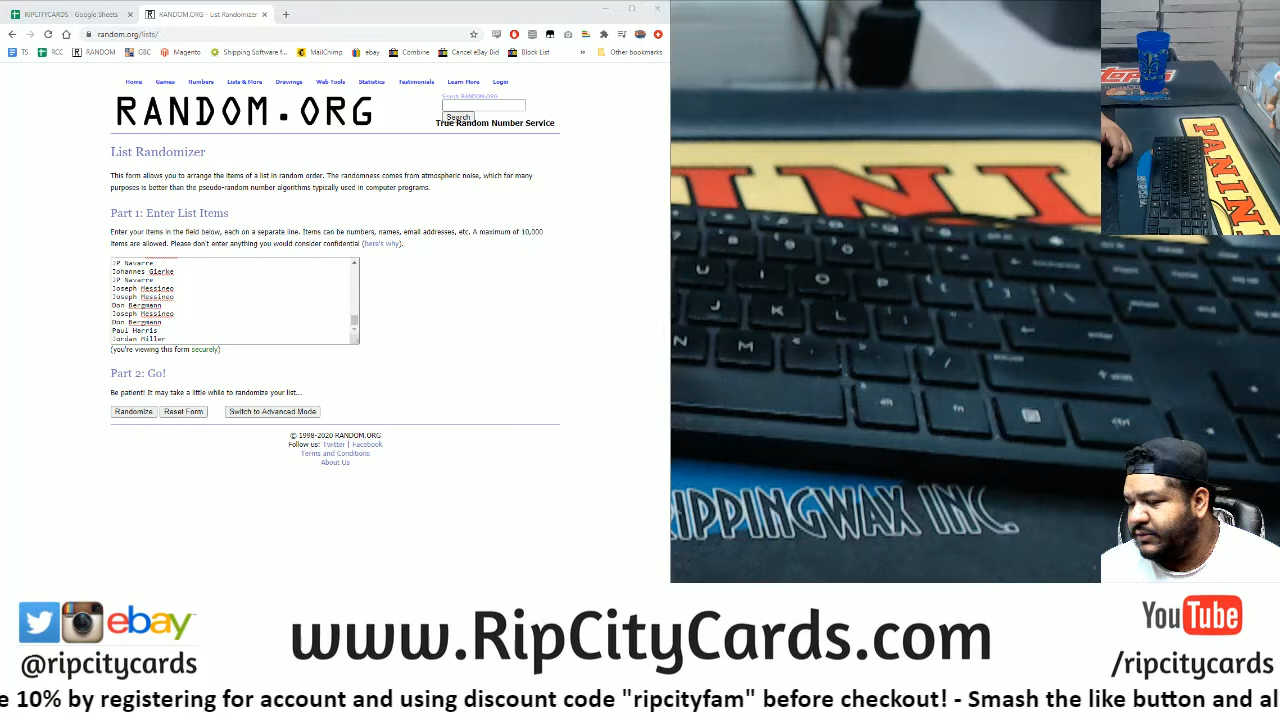 RIPCITYCARDS - Google Sheets
RANDOM.ORG - List Randomizer
random.org/lists/
TS
RCC
RANDOM
GBC
Magento
Shipping Software f...
MailChimp
ebay
Combine
Cancel eBay Bid
Block List
»
Other bookmarks
Home Games Numbers Lists & More Drawings Web Tools Statistics Testimonials Learn More Login
RANDOM.ORG
Search RANDOM.ORG
Search
True Random Number Service
List Randomizer
This form allows you to arrange the items of a list in random order. The randomness comes from atmospheric noise, which for many
purposes is better than the pseudo-random number algorithms typically used in computer programs.
Part 1: Enter List Items
Enter your items in the field below, each on a separate line. Items can be numbers, names, email addresses, etc. A maximum of 10,000
items are allowed. Please don't enter anything you would consider confidential (here's why).
JP Navarre
Johannes Gierke
JP Navarre
Joseph Messineo
Joseph Messineo
Don Bergmann
Joseph Messineo
Don Bergmann
Paul Harris
Jordan Miller
(you're viewing this form securely)
Part 2: Go!
Be patient! It may take a little while to randomize your list...
Randomize
Reset Form
Switch to Advanced Mode
© 1998-2020 RANDOM.ORG
Follow us: Twitter | Facebook
Terms and Conditions
About Us
ININI
U I O P
J K L
N M
alt
fn
ctrl
RIPPINGWAX INC.
topps
PANINI
ebay
@ripcitycards
www.RipCityCards.com
YouTube
/ripcitycards
e 10% by registering for account and using discount code "ripcityfam" before checkout! - Smash the like button and al